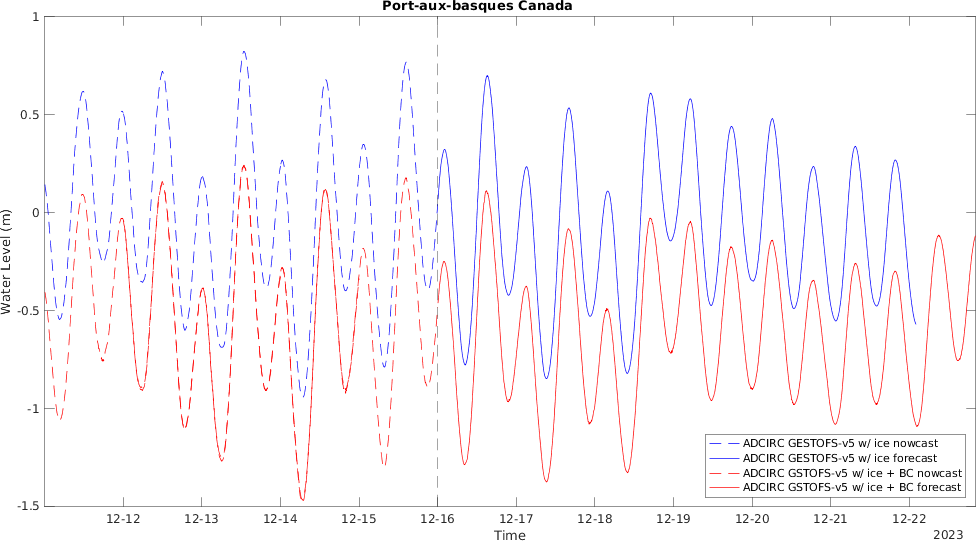 Port-aux-basques Canada
1
0.5
0
-0.5
-1
-1.5
Water Level (m)
12-12
12-13
12-14
12-15
12-16
12-17
12-18
12-19
12-20
12-21
12-22
Time
2023
ADCIRC GESTOFS-v5 w/ ice nowcast
ADCIRC GESTOFS-v5 w/ ice forecast
ADCIRC GSTOFS-v5 w/ ice + BC nowcast
ADCIRC GSTOFS-v5 w/ ice + BC forecast